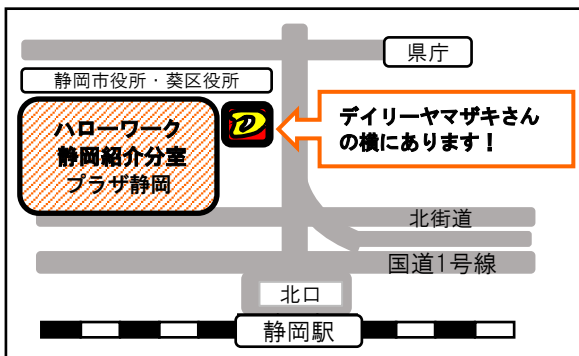 県庁
静岡市役所・葵区役所
D
デイリーヤマザキさん
の横にあります！
ハローワーク
静岡紹介分室
プラザ静岡
北街道
国道1号線
北口
静岡駅